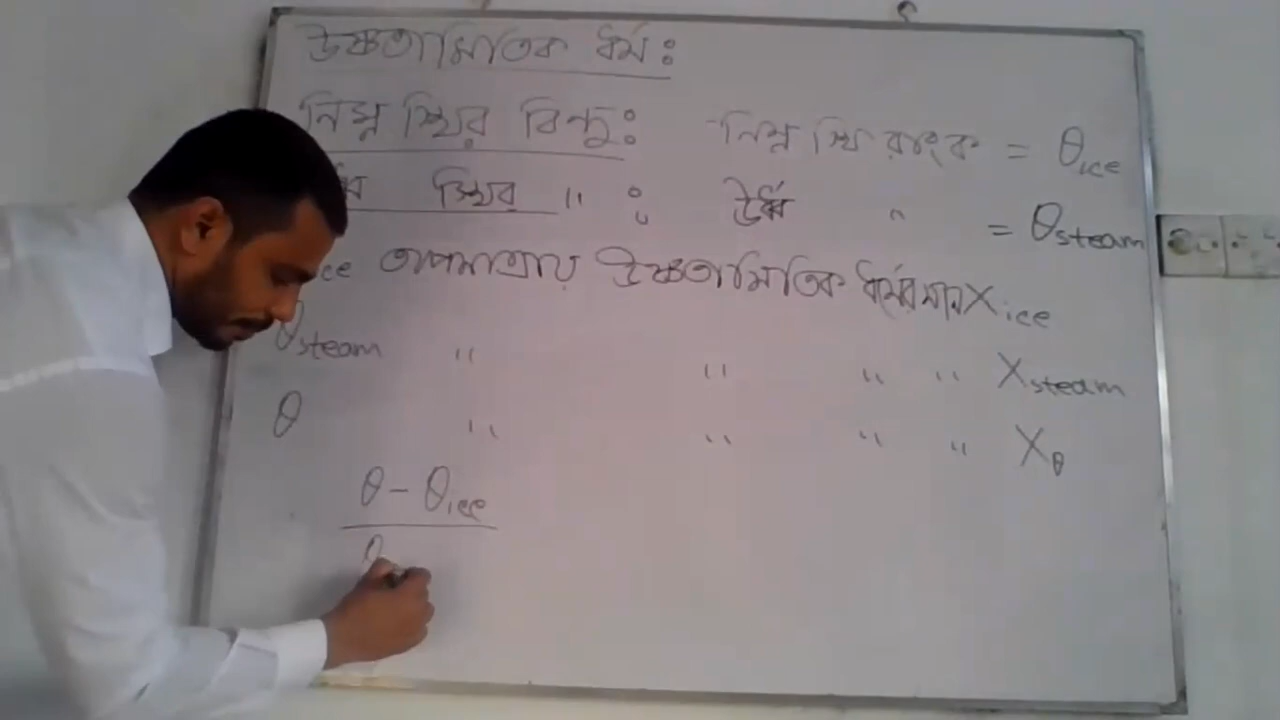 উষ্ণতামিতিক ধর্ম :
নিম্ন স্থির বিন্দু : নিম্ন স্থিরাংক = θice
স্থির " : ঊর্ধ্ব " = θsteam
ice তাপমাত্রায় উষ্ণতামিতিক ধর্মের মান Xice
θsteam " " " " Xsteam
θ " " " " Xθ
θ - θice
θ